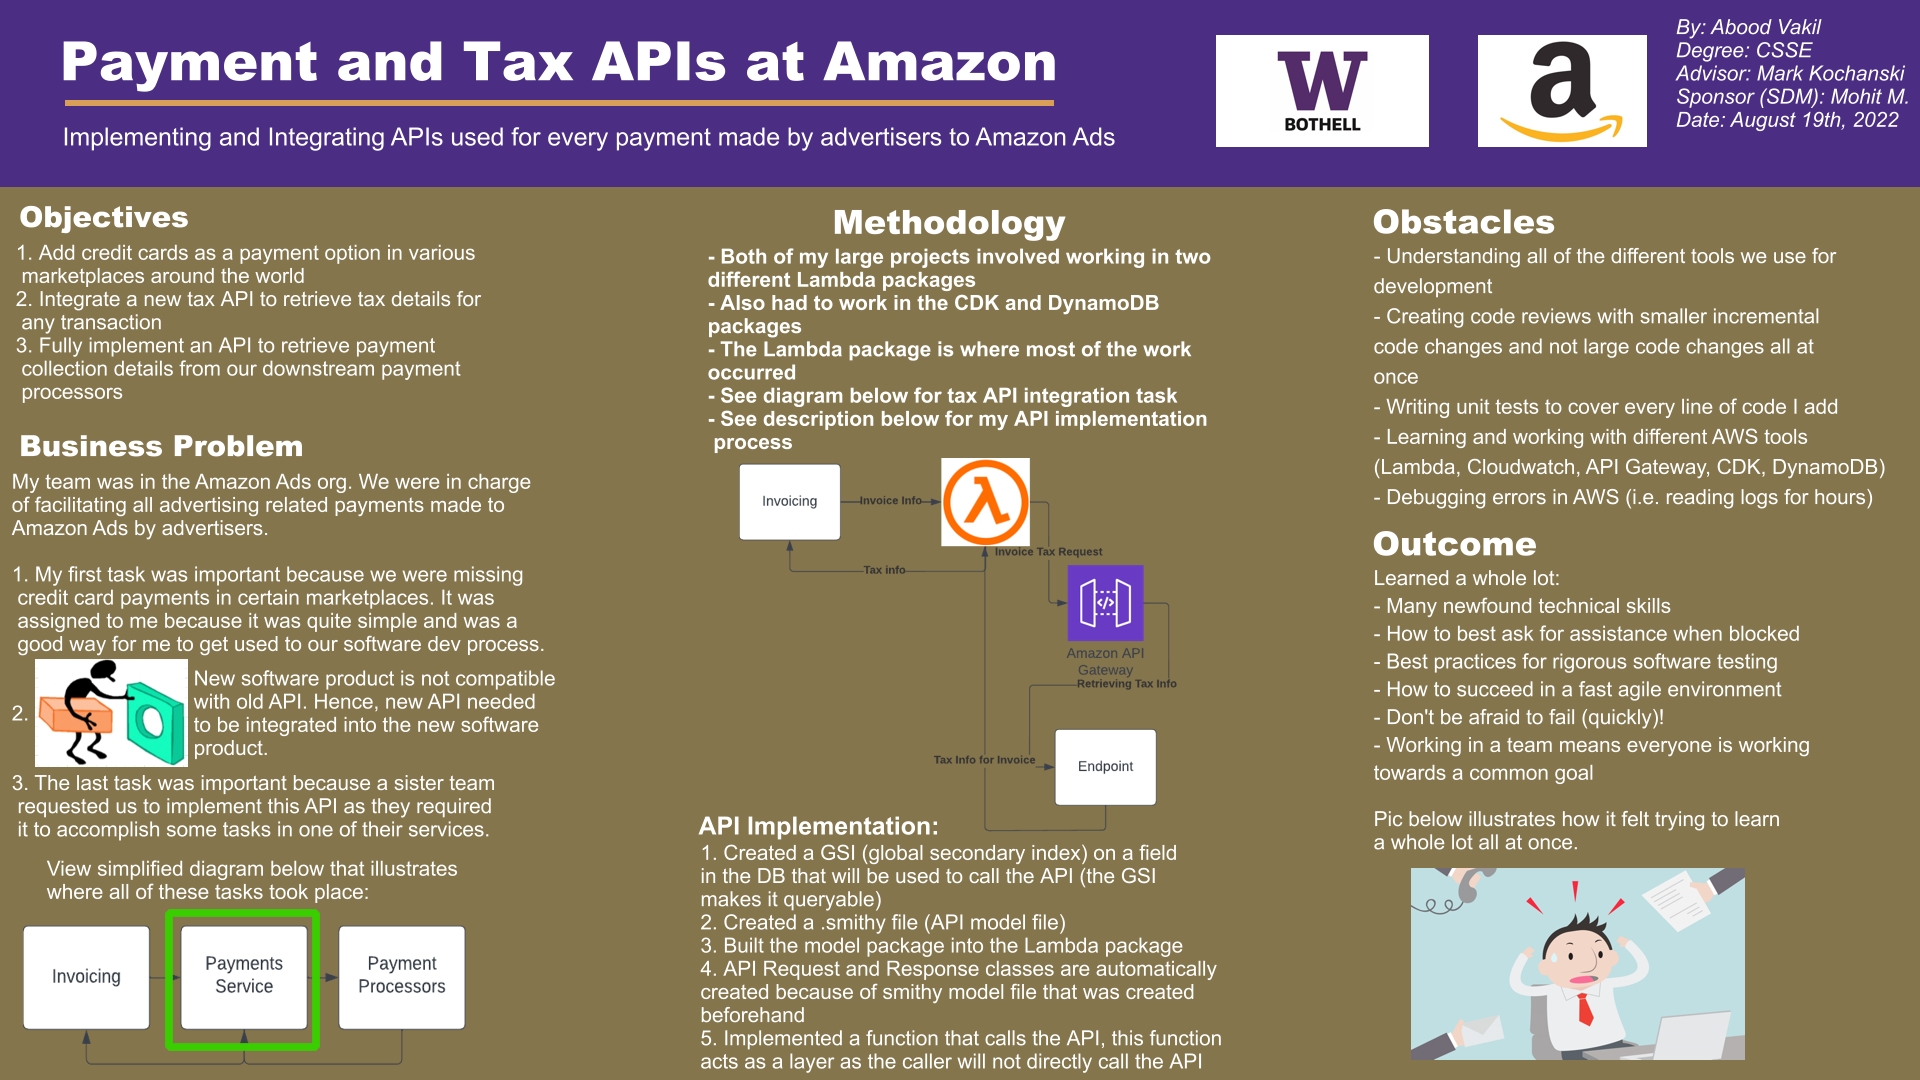 Payment and Tax APIs at Amazon
Implementing and Integrating APIs used for every payment made by advertisers to Amazon Ads
W
BOTHELL
a
By: Abood Vakil
Degree: CSSE
Advisor: Mark Kochanski
Sponsor (SDM): Mohit M.
Date: August 19th, 2022
Objectives
1. Add credit cards as a payment option in various
marketplaces around the world
2. Integrate a new tax API to retrieve tax details for
any transaction
3. Fully implement an API to retrieve payment
collection details from our downstream payment
processors
Business Problem
My team was in the Amazon Ads org. We were in charge
of facilitating all advertising related payments made to
Amazon Ads by advertisers.
1. My first task was important because we were missing
credit card payments in certain marketplaces. It was
assigned to me because it was quite simple and was a
good way for me to get used to our software dev process.
2.
New software product is not compatible
with old API. Hence, new API needed
to be integrated into the new software
product.
3. The last task was important because a sister team
requested us to implement this API as they required
it to accomplish some tasks in one of their services.
View simplified diagram below that illustrates
where all of these tasks took place:
Invoicing
Payments
Service
Payment
Processors
Methodology
- Both of my large projects involved working in two
different Lambda packages
- Also had to work in the CDK and DynamoDB
packages
- The Lambda package is where most of the work
occurred
- See diagram below for tax API integration task
- See description below for my API implementation
process
Invoicing
Invoice Info
λ
Invoice Tax Request
Tax info
</>
Amazon API
Gateway
Retrieving Tax Info
Tax Info for Invoice
Endpoint
API Implementation:
1. Created a GSI (global secondary index) on a field
in the DB that will be used to call the API (the GSI
makes it queryable)
2. Created a .smithy file (API model file)
3. Built the model package into the Lambda package
4. API Request and Response classes are automatically
created because of smithy model file that was created
beforehand
5. Implemented a function that calls the API, this function
acts as a layer as the caller will not directly call the API
Obstacles
- Understanding all of the different tools we use for
development
- Creating code reviews with smaller incremental
code changes and not large code changes all at
once
- Writing unit tests to cover every line of code I add
- Learning and working with different AWS tools
(Lambda, Cloudwatch, API Gateway, CDK, DynamoDB)
- Debugging errors in AWS (i.e. reading logs for hours)
Outcome
Learned a whole lot:
- Many newfound technical skills
- How to best ask for assistance when blocked
- Best practices for rigorous software testing
- How to succeed in a fast agile environment
- Don't be afraid to fail (quickly)!
- Working in a team means everyone is working
towards a common goal
Pic below illustrates how it felt trying to learn
a whole lot all at once.